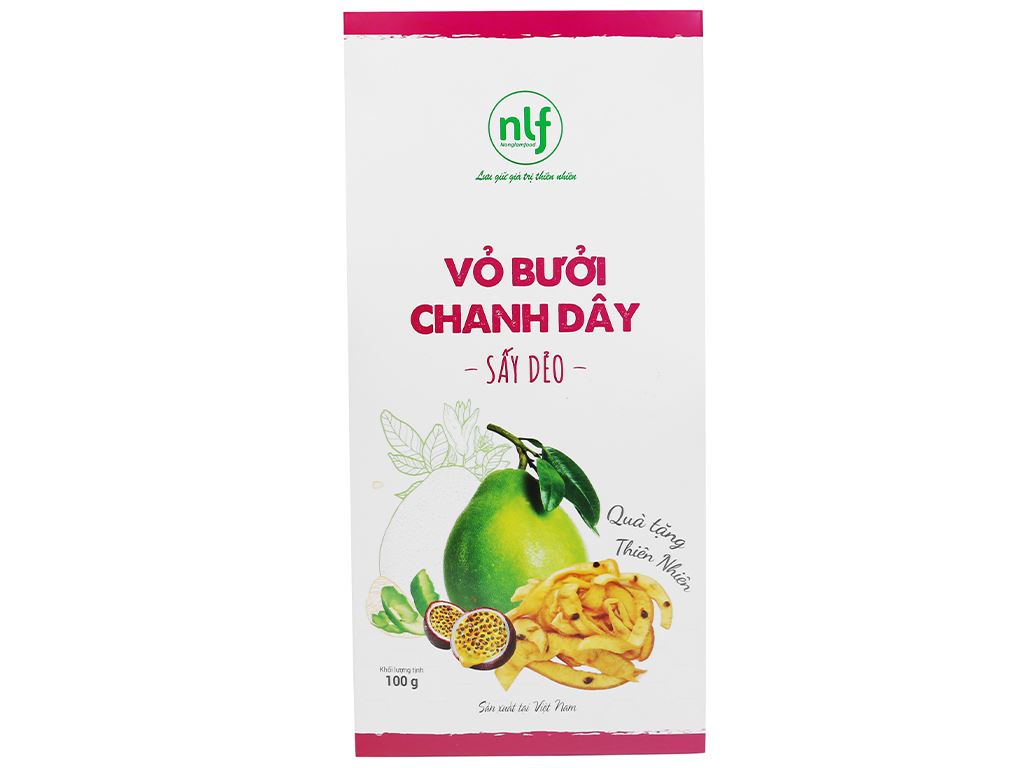 nlf
Nonglamfood
Lưu giữ giá trị thiên nhiên
VỎ BƯỞI
CHANH DÂY
- SẤY DẺO -
Quà tặng
Thiên Nhiên
Khối lượng tịnh
100 g
Sản xuất tại Việt Nam